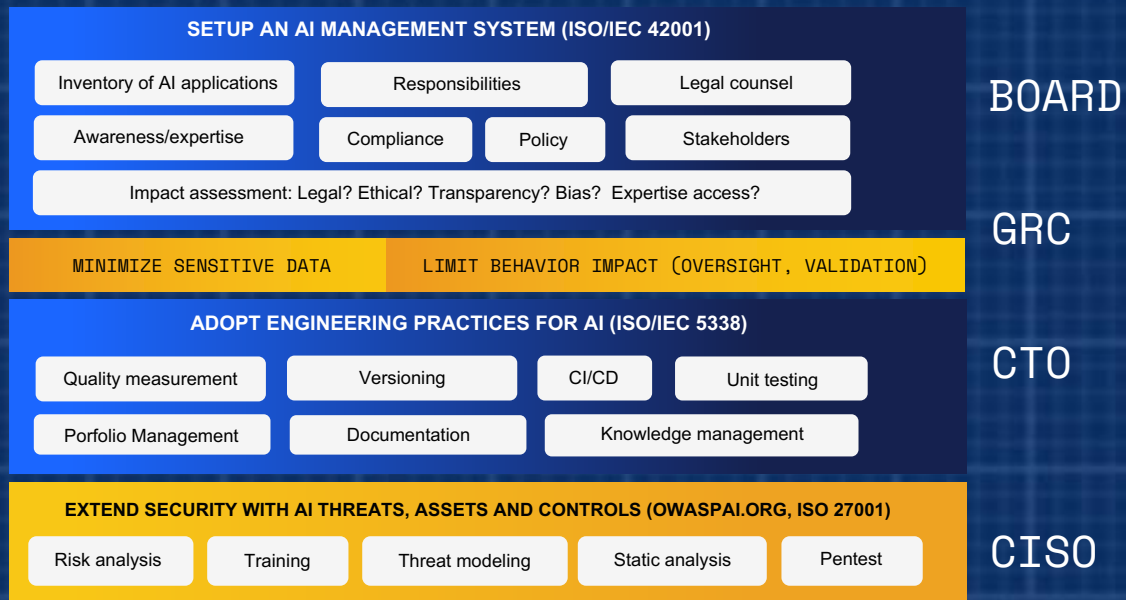 SETUP AN AI MANAGEMENT SYSTEM (ISO/IEC 42001)
Inventory of AI applications
Responsibilities
Legal counsel
Awareness/expertise
Compliance
Policy
Stakeholders
Impact assessment: Legal? Ethical? Transparency? Bias? Expertise access?
BOARD
GRC
MINIMIZE SENSITIVE DATA
LIMIT BEHAVIOR IMPACT (OVERSIGHT, VALIDATION)
ADOPT ENGINEERING PRACTICES FOR AI (ISO/IEC 5338)
Quality measurement
Versioning
CI/CD
Unit testing
Porfolio Management
Documentation
Knowledge management
CTO
EXTEND SECURITY WITH AI THREATS, ASSETS AND CONTROLS (OWASPAI.ORG, ISO 27001)
Risk analysis
Training
Threat modeling
Static analysis
Pentest
CISO